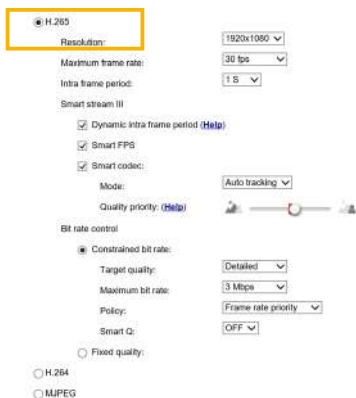 H.265
Resolution: 1920x1080
Maximum frame rate: 30 fps
Intra frame period: 1 S
Smart stream III
Dynamic intra frame period (Help)
Smart FPS
Smart codec:
Mode: Auto tracking
Quality priority: (Help)
Bit rate control
Constrained bit rate:
Target quality: Detailed
Maximum bit rate: 3 Mbps
Policy: Frame rate priority
Smart Q: OFF
Fixed quality:
H.264
MJPEG